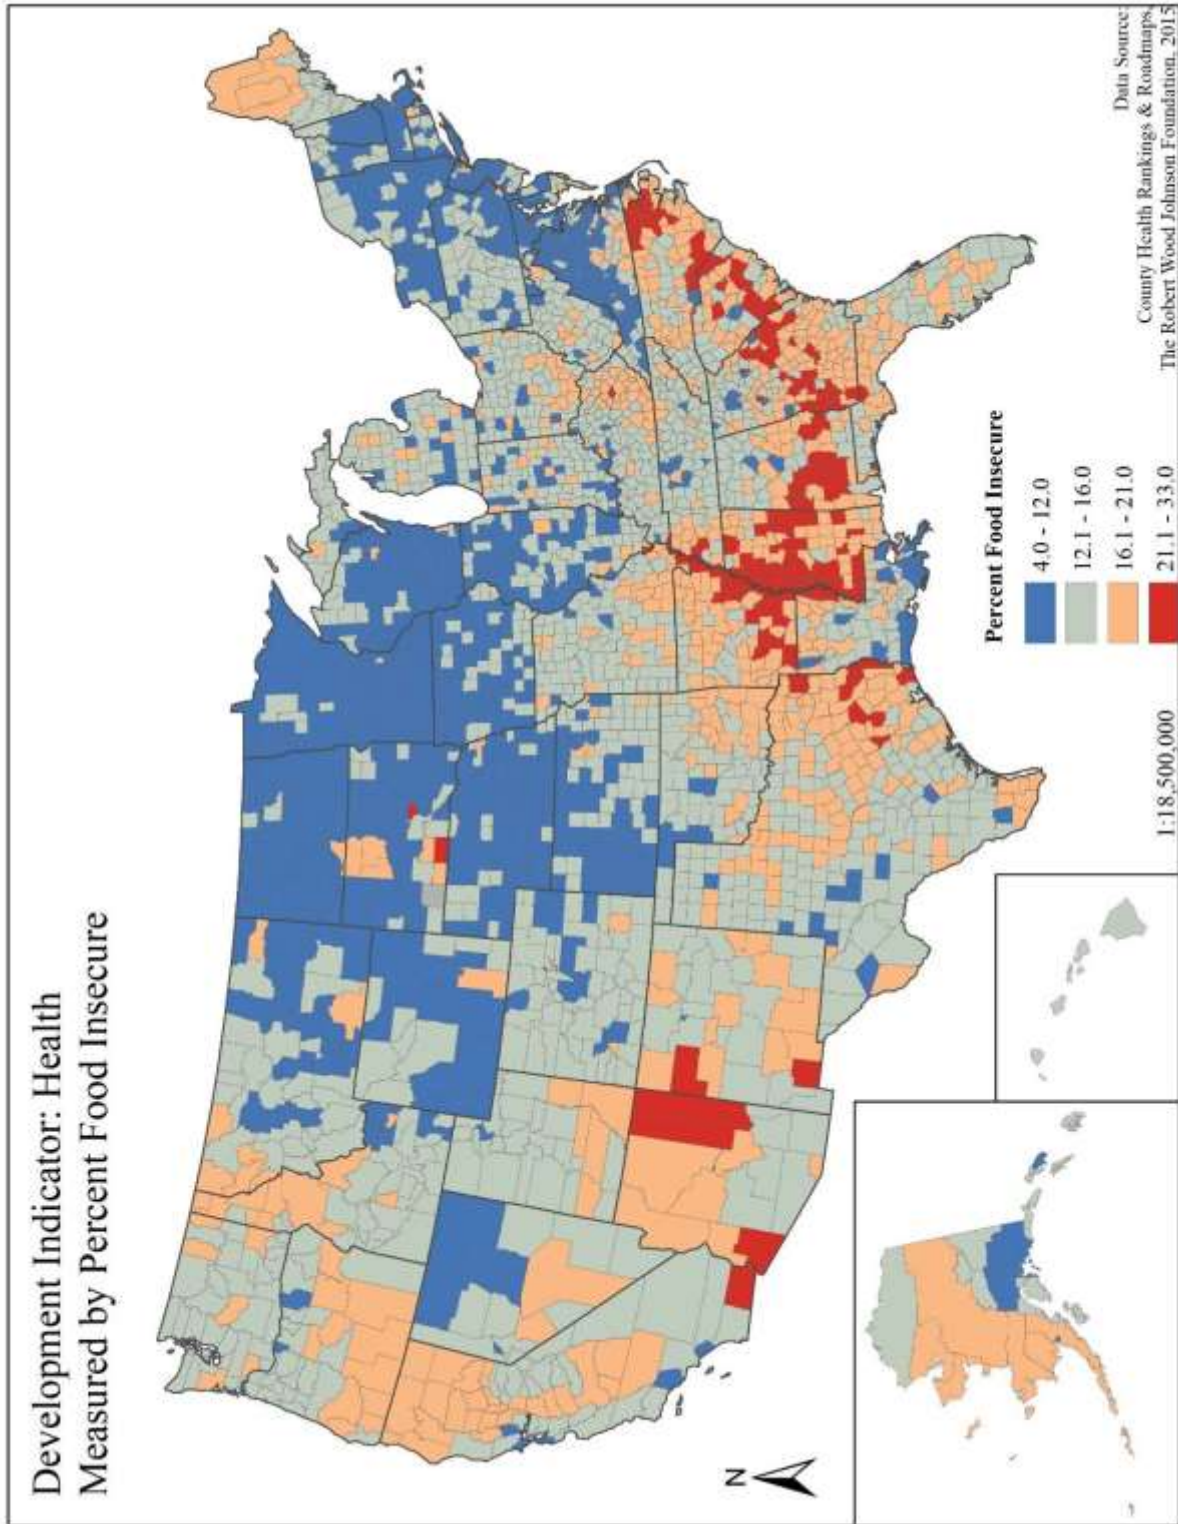 Development Indicator: Health
Measured by Percent Food Insecure
Percent Food Insecure
4.0 - 12.0
12.1 - 16.0
16.1 - 21.0
21.1 - 33.0
N
1:18,500,000
Data Source:
County Health Rankings & Roadmaps,
The Robert Wood Johnson Foundation, 2015